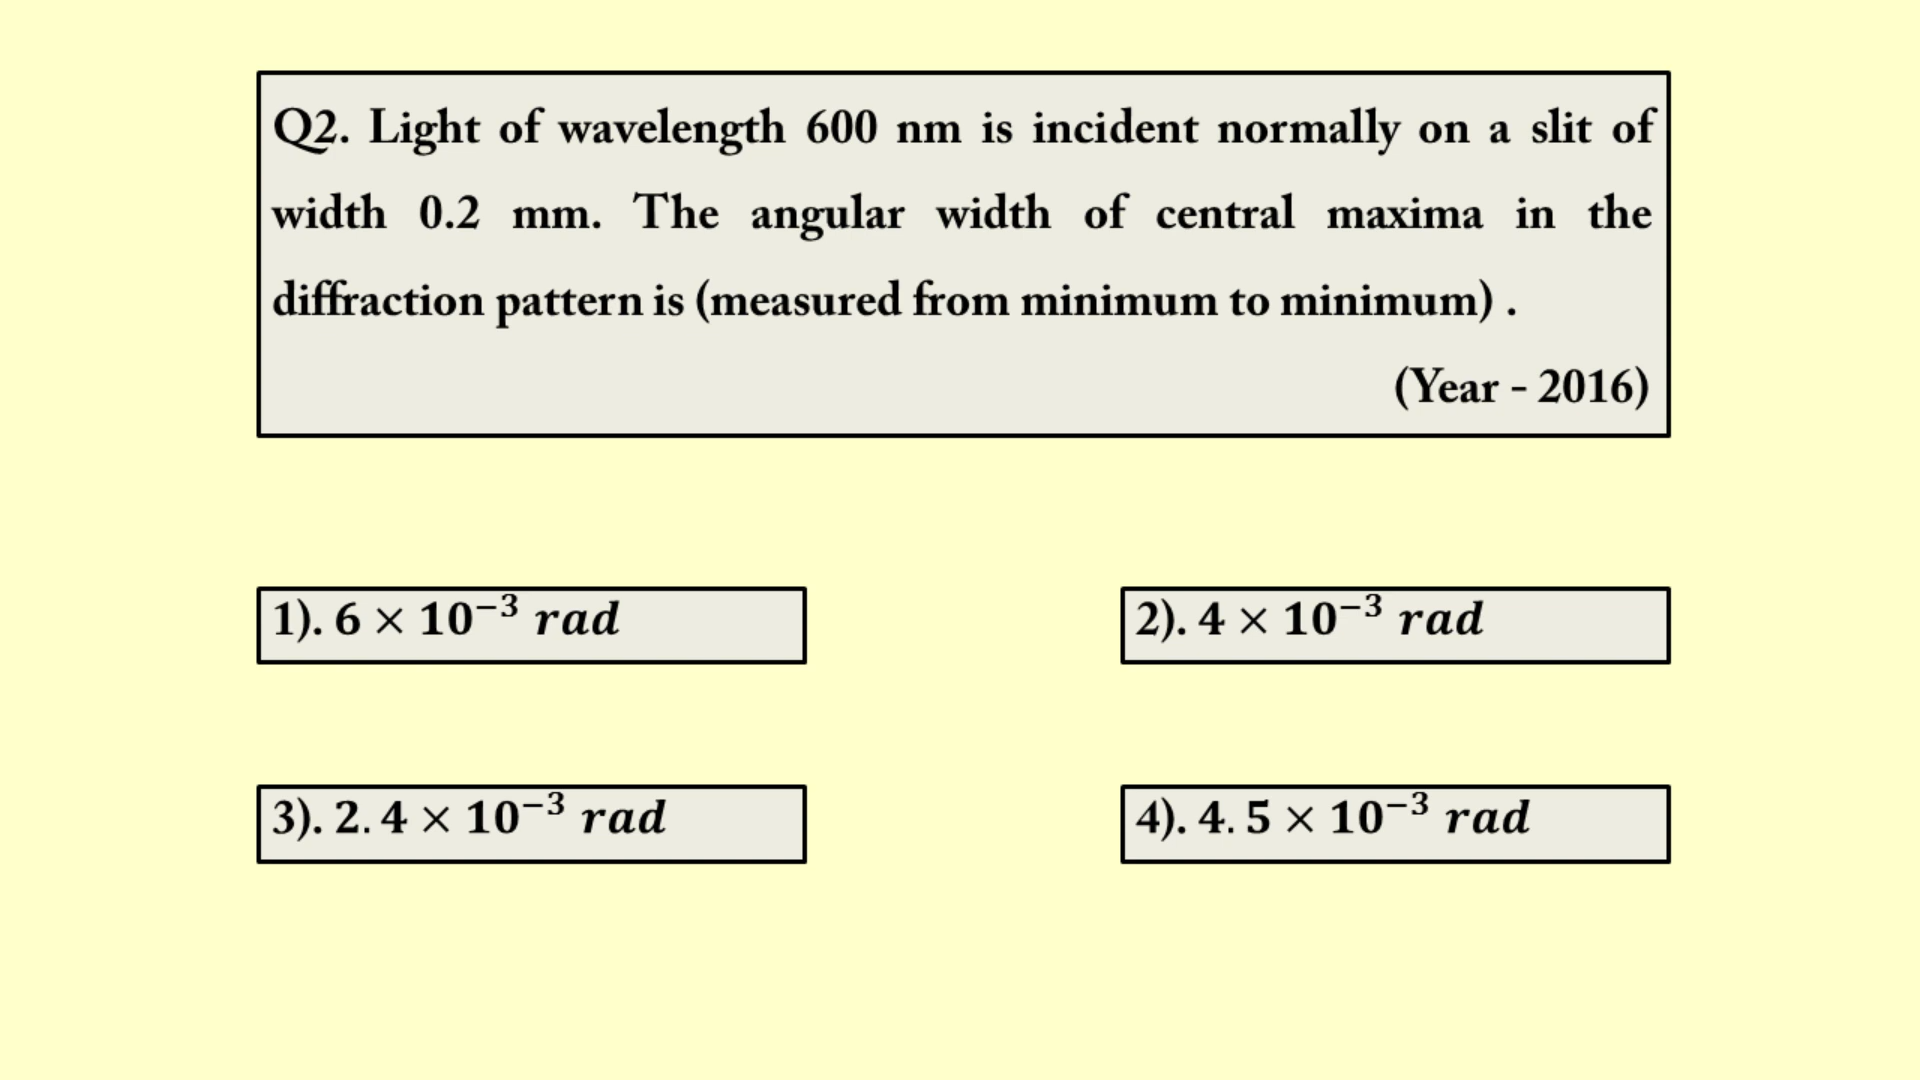 Q2. Light of wavelength 600 nm is incident normally on a slit of
width 0.2 mm. The angular width of central maxima in the
diffraction pattern is (measured from minimum to minimum) .
(Year - 2016)
1). 6 × 10⁻³ rad
2). 4 × 10⁻³ rad
3). 2. 4 × 10⁻³ rad
4). 4. 5 × 10⁻³ rad